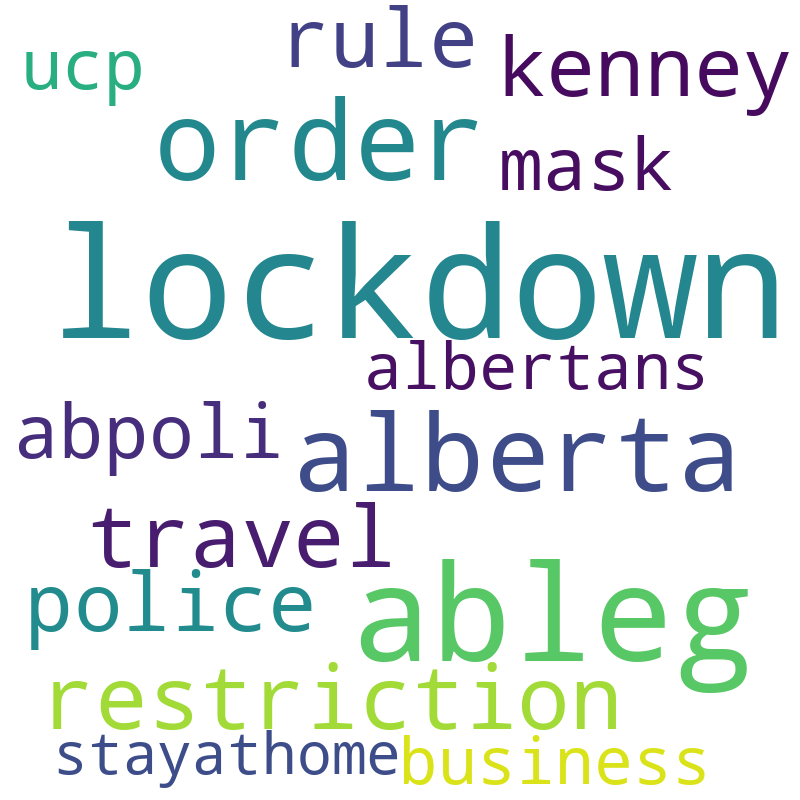 rule
ucp kenney
order
mask
lockdown
albertans
abpoli alberta
travel
police ableg
restriction
stayathome business